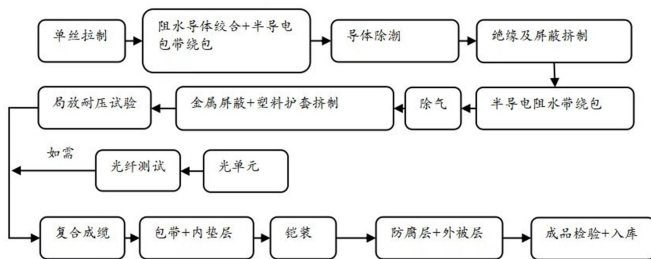 单丝拉制
阻水导体绞合+半导电
包带绕包
导体除潮
绝缘及屏蔽挤制
半导电阻水带绕包
除气
金属屏蔽+塑料护套挤制
局放耐压试验
如需
光纤测试
光单元
复合成缆
包带+内垫层
铠装
防腐层+外被层
成品检验+入库